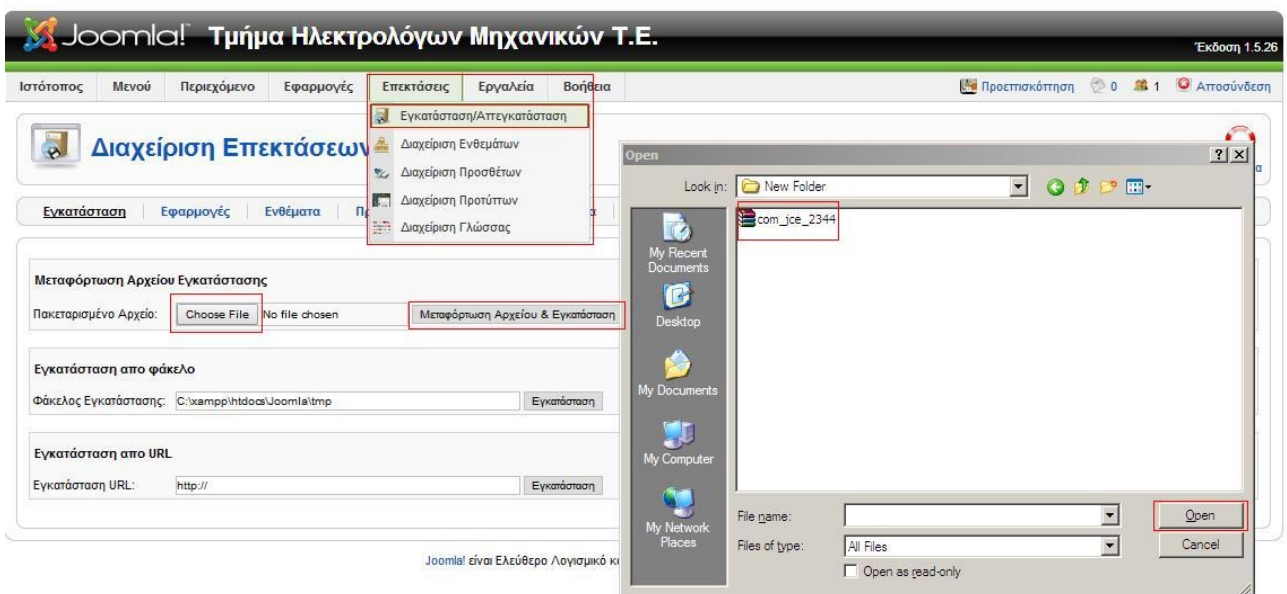 Joomla! Τμήμα Ηλεκτρολόγων Μηχανικών Τ.Ε.
Έκδοση 1.5.26
Ιστότοπος Μενού Περιεχόμενο Εφαρμογές Επεκτάσεις Εργαλεία Βοήθεια Προεπισκόπηση 0 1 Αποσύνδεση
Εγκατάσταση/Απεγκατάσταση
Διαχείριση Ενθεμάτων
Διαχείριση Προσθέτων
Διαχείριση Προτύπων
Διαχείριση Γλώσσας
Διαχείριση Επεκτάσεων
Εγκατάσταση Εφαρμογές Ενθέματα
Μεταφόρτωση Αρχείου Εγκατάστασης
Πακεταρισμένο Αρχείο: Choose File No file chosen Μεταφόρτωση Αρχείου & Εγκατάσταση
Εγκατάσταση απο φάκελο
Φάκελος Εγκατάστασης: C:\xampp\htdocs\Joomla\tmp Εγκατάσταση
Εγκατάσταση απο URL
Εγκατάσταση URL: http:// Εγκατάσταση
Joomla! είναι Ελεύθερο Λογισμικό
Open
Look in: New Folder
com_jce_2344
My Recent Documents
Desktop
My Documents
My Computer
My Network Places
File name: Open
Files of type: All Files Cancel
Open as read-only